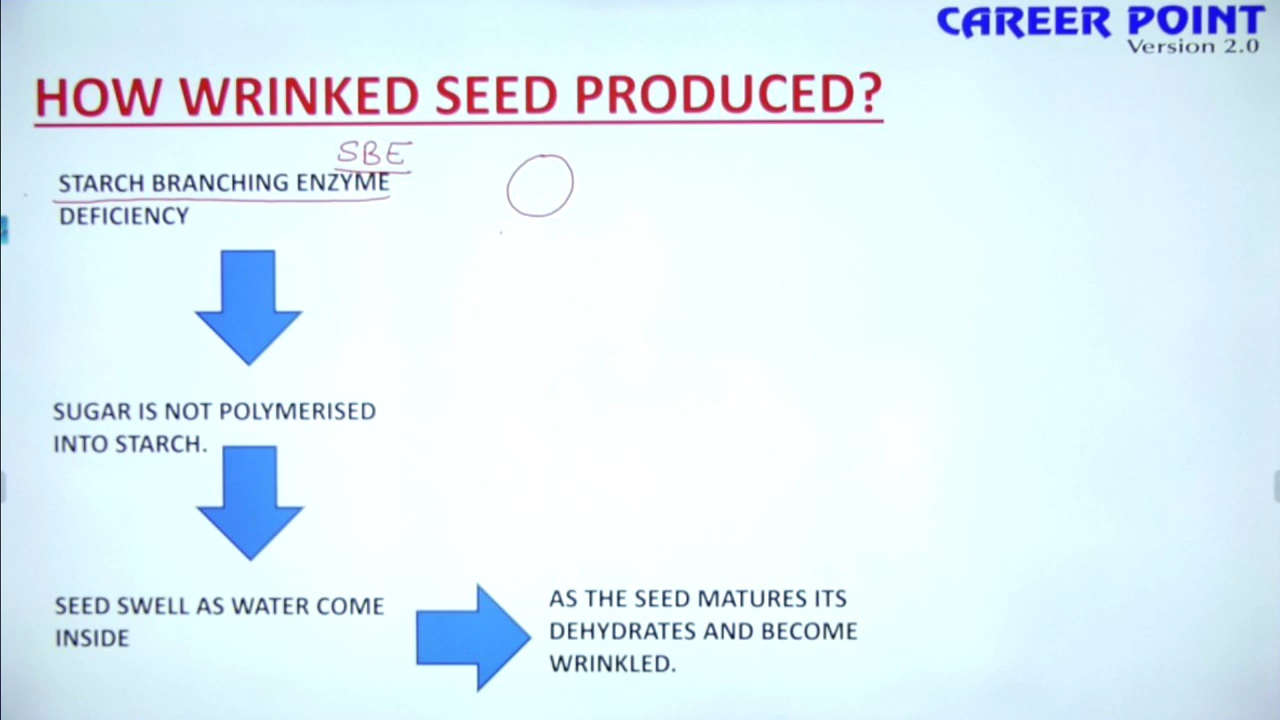 CAREER POINT
Version 2.0
HOW WRINKED SEED PRODUCED?
SBE
STARCH BRANCHING ENZYME
DEFICIENCY
SUGAR IS NOT POLYMERISED
INTO STARCH.
SEED SWELL AS WATER COME
INSIDE
AS THE SEED MATURES ITS
DEHYDRATES AND BECOME
WRINKLED.